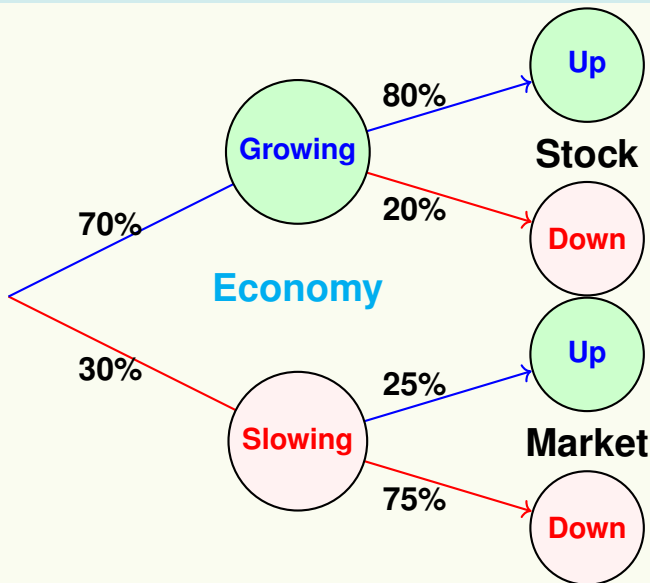 Up
80%
Growing
Stock
20%
70%
Down
Economy
Up
30%
25%
Slowing
Market
75%
Down